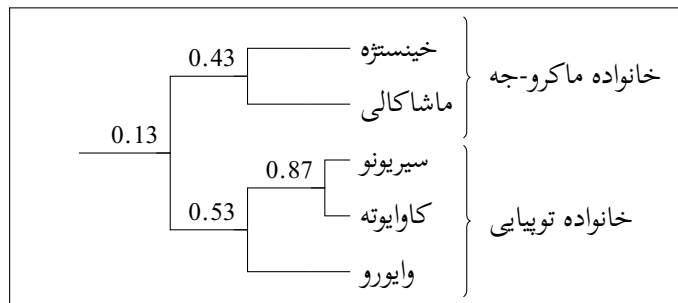 خینستژه
0.43
خانواده ماکرو-جه
ماشاکالی
0.13
سیریونو
0.87
کاوایوته
0.53
خانواده توپیایی
وایورو